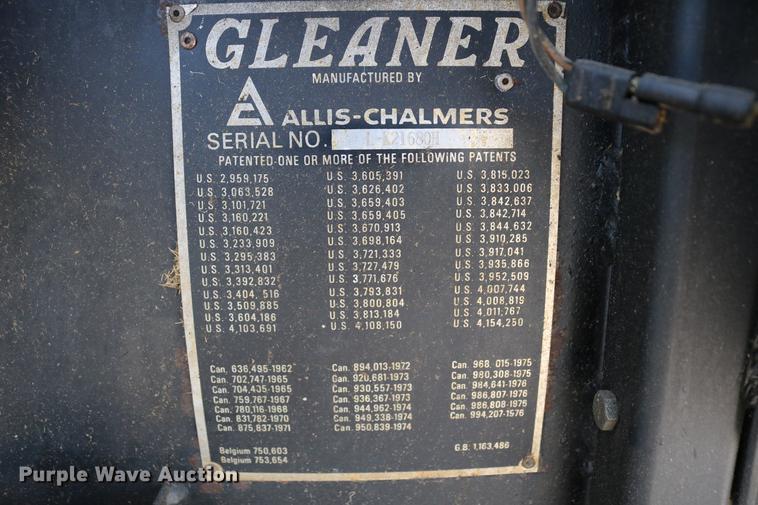 GLEANER
MANUFACTURED BY
ALLIS-CHALMERS
SERIAL NO. L-K21680H
PATENTED ONE OR MORE OF THE FOLLOWING PATENTS
U.S. 2,959,175 U.S. 3,605,391 U.S. 3,815,023
U.S. 3,063,528 U.S. 3,626,402 U.S. 3,833,006
U.S. 3,101,721 U.S. 3,659,403 U.S. 3,842,637
U.S. 3,160,221 U.S. 3,659,405 U.S. 3,842,714
U.S. 3,160,423 U.S. 3,670,913 U.S. 3,844,632
U.S. 3,233,909 U.S. 3,698,164 U.S. 3,910,285
U.S. 3,295,383 U.S. 3,721,333 U.S. 3,917,041
U.S. 3,313,401 U.S. 3,727,479 U.S. 3,935,866
U.S. 3,392,832 U.S. 3,771,676 U.S. 3,952,509
U.S. 3,404,516 U.S. 3,793,831 U.S. 4,007,744
U.S. 3,509,885 U.S. 3,800,804 U.S. 4,008,819
U.S. 3,604,186 U.S. 3,813,184 U.S. 4,011,767
U.S. 4,103,691 U.S. 4,108,150 U.S. 4,154,250
Can. 636,495-1962 Can. 894,013-1972 Can. 968,015-1975
Can. 702,747-1965 Can. 920,681-1973 Can. 980,308-1975
Can. 704,435-1965 Can. 930,557-1973 Can. 984,641-1976
Can. 759,767-1967 Can. 936,367-1973 Can. 986,807-1976
Can. 780,116-1968 Can. 944,962-1974 Can. 986,808-1976
Can. 831,782-1970 Can. 949,338-1974 Can. 994,207-1576
Can. 875,837-1971 Can. 950,839-1974
Belgium 750,603 G.B. 1,163,486
Belgium 753,654
Purple Wave Auction